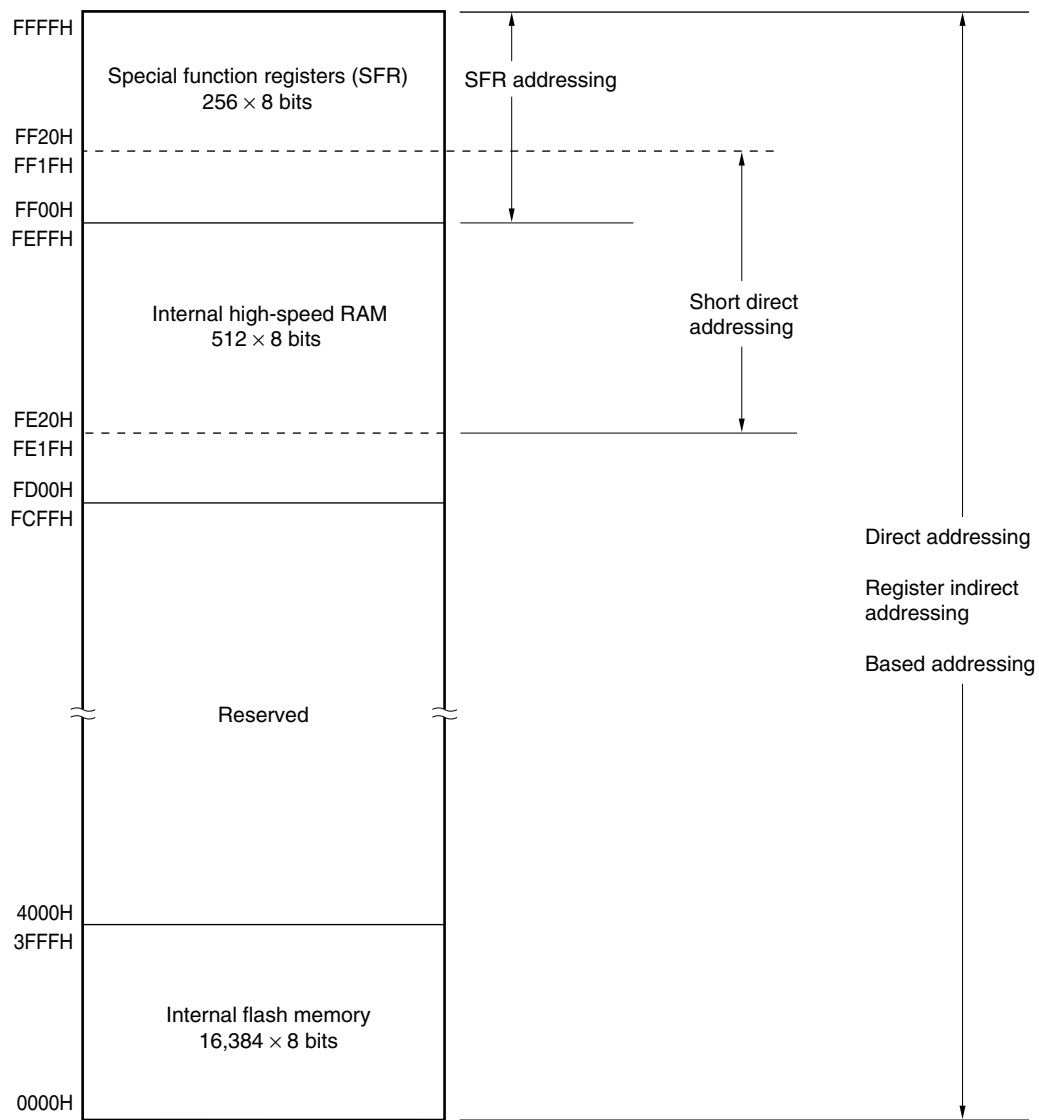 FFFFH
Special function registers (SFR)
256 × 8 bits
SFR addressing
FF20H
FF1FH
FF00H
FEFFH
Internal high-speed RAM
512 × 8 bits
Short direct
addressing
FE20H
FE1FH
FD00H
FCFFH
Direct addressing
Register indirect
addressing
Based addressing
Reserved
4000H
3FFFH
Internal flash memory
16,384 × 8 bits
0000H